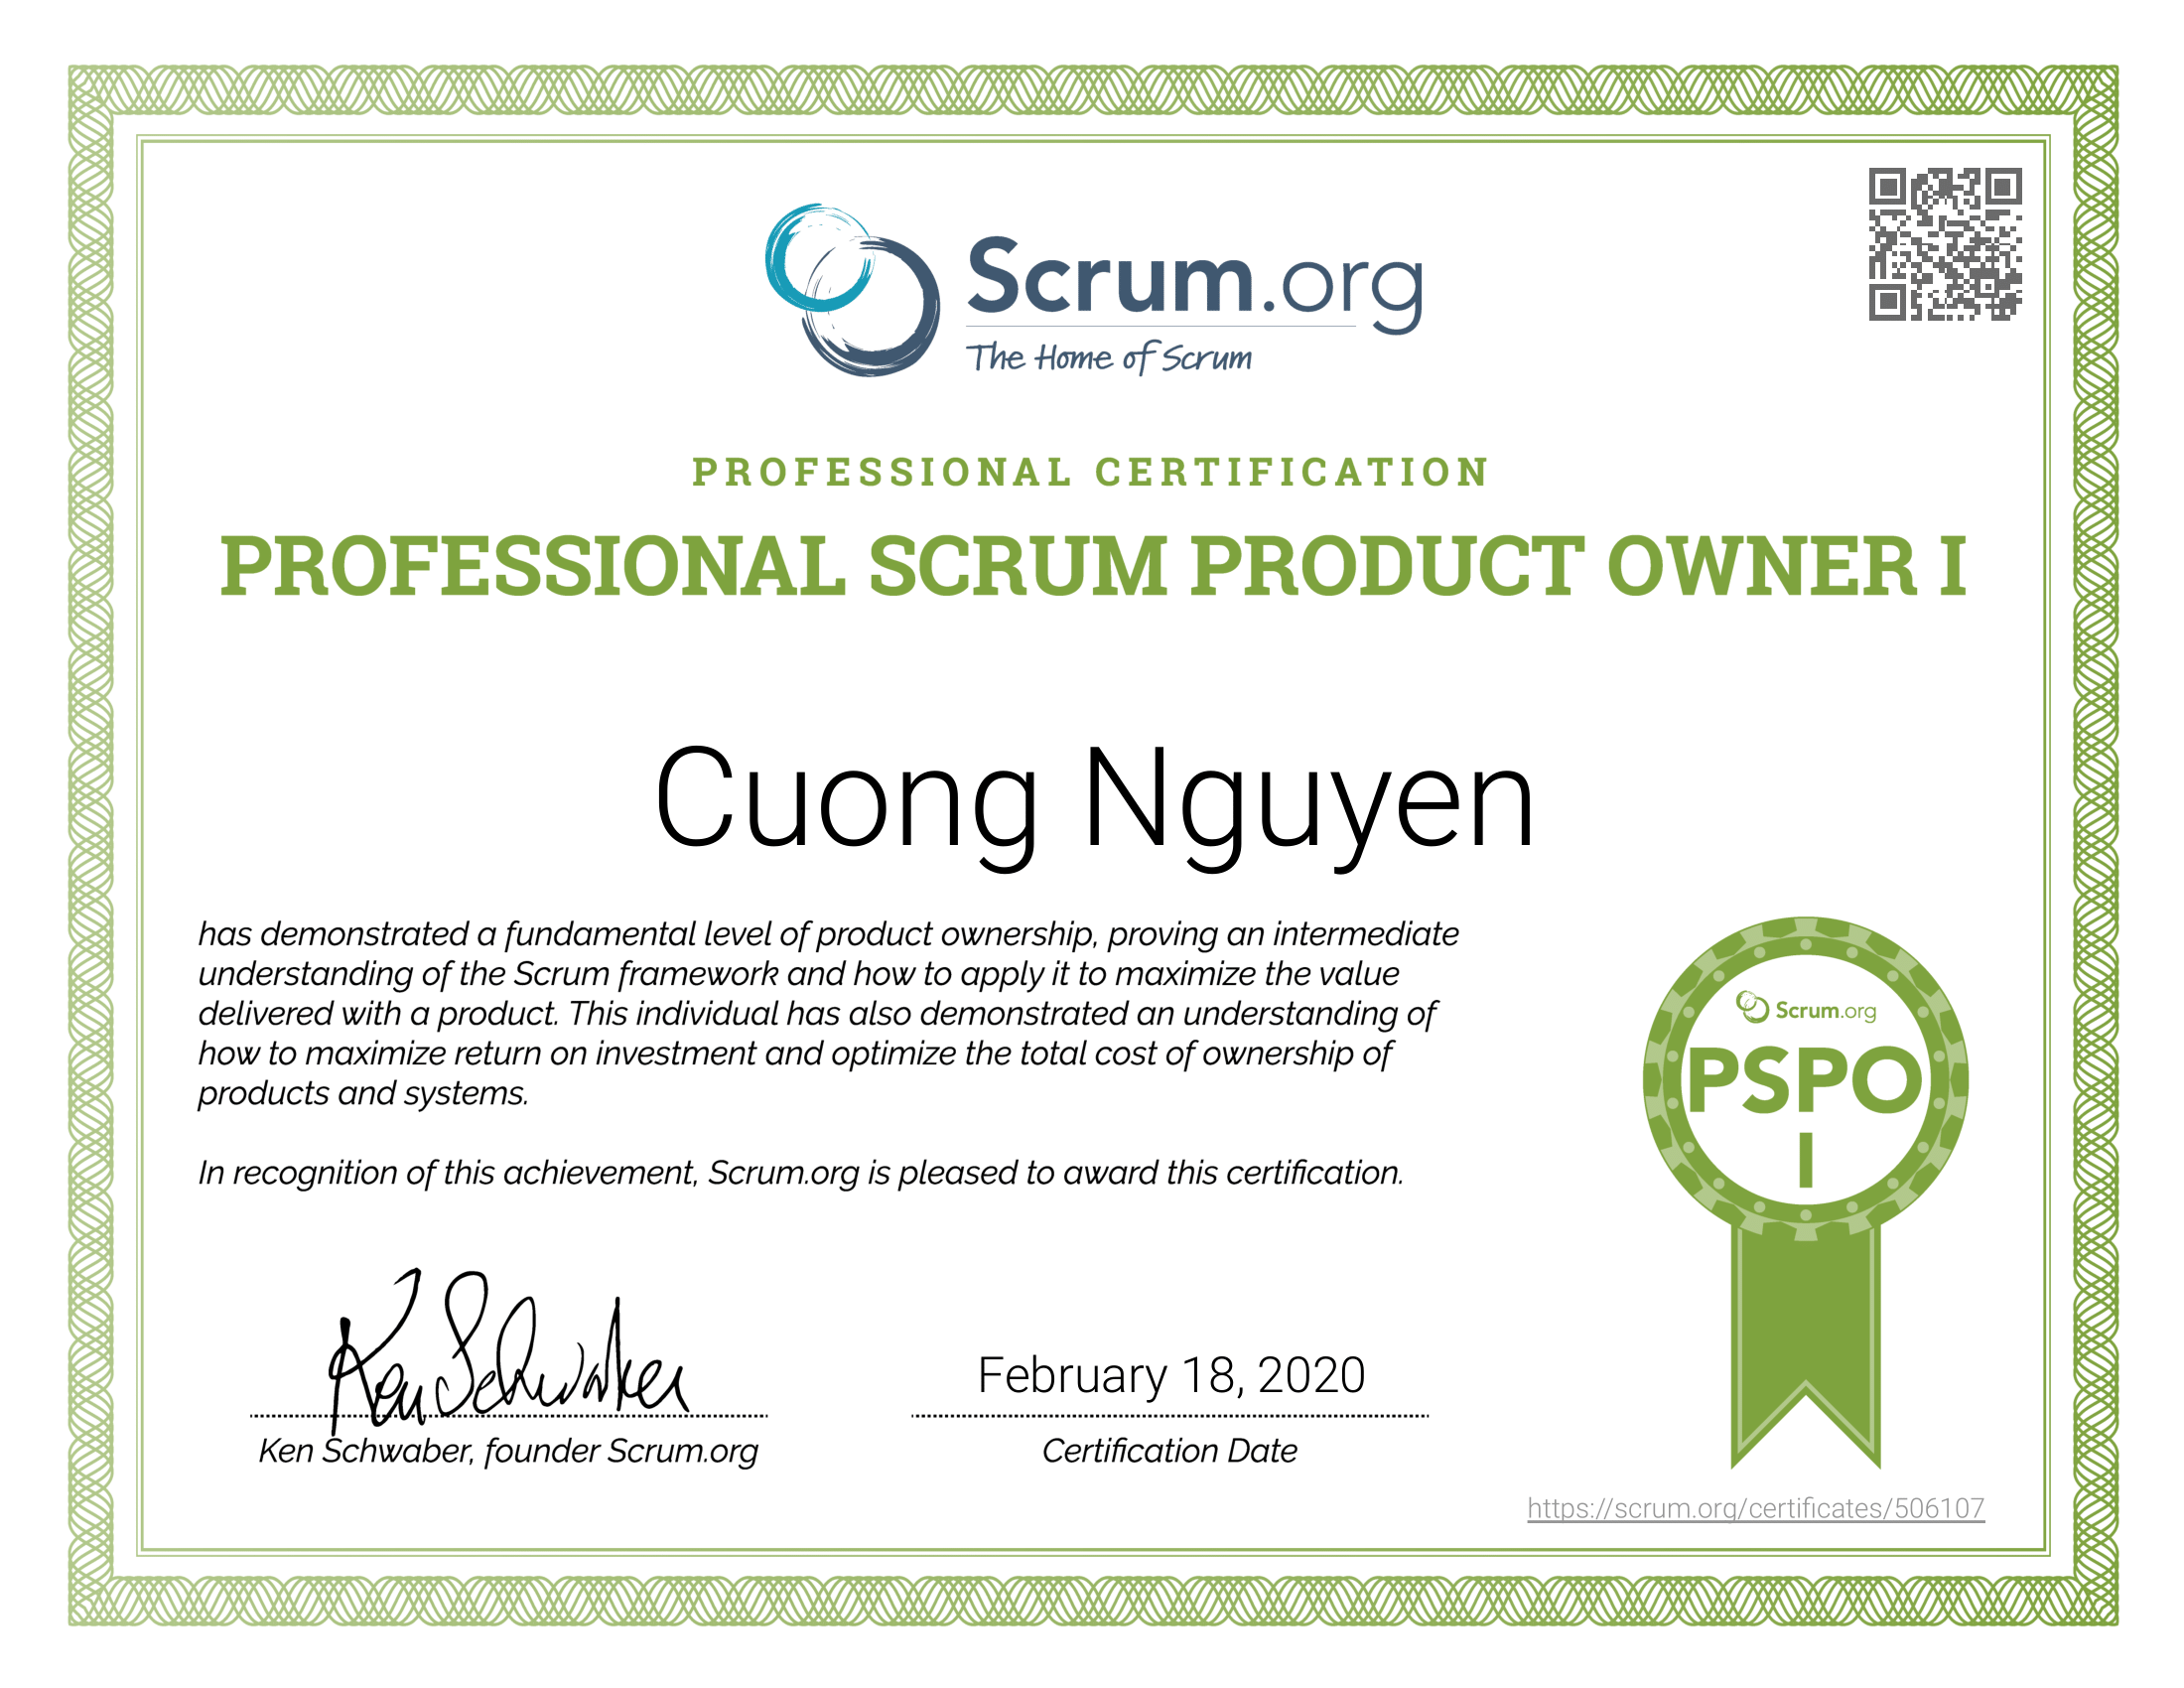 Scrum.org
The Home of Scrum
PROFESSIONAL CERTIFICATION
PROFESSIONAL SCRUM PRODUCT OWNER I
Cuong Nguyen
has demonstrated a fundamental level of product ownership, proving an intermediate
understanding of the Scrum framework and how to apply it to maximize the value
delivered with a product. This individual has also demonstrated an understanding of
how to maximize return on investment and optimize the total cost of ownership of
products and systems.
In recognition of this achievement, Scrum.org is pleased to award this certification.
Scrum.org
PSPO
I
Ken Schwaber
Ken Schwaber, founder Scrum.org
February 18, 2020
Certification Date
https://scrum.org/certificates/506107